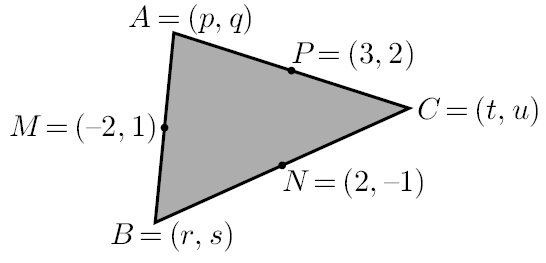 A = (p, q)
P = (3, 2)
C = (t, u)
M = (–2, 1)
N = (2, –1)
B = (r, s)